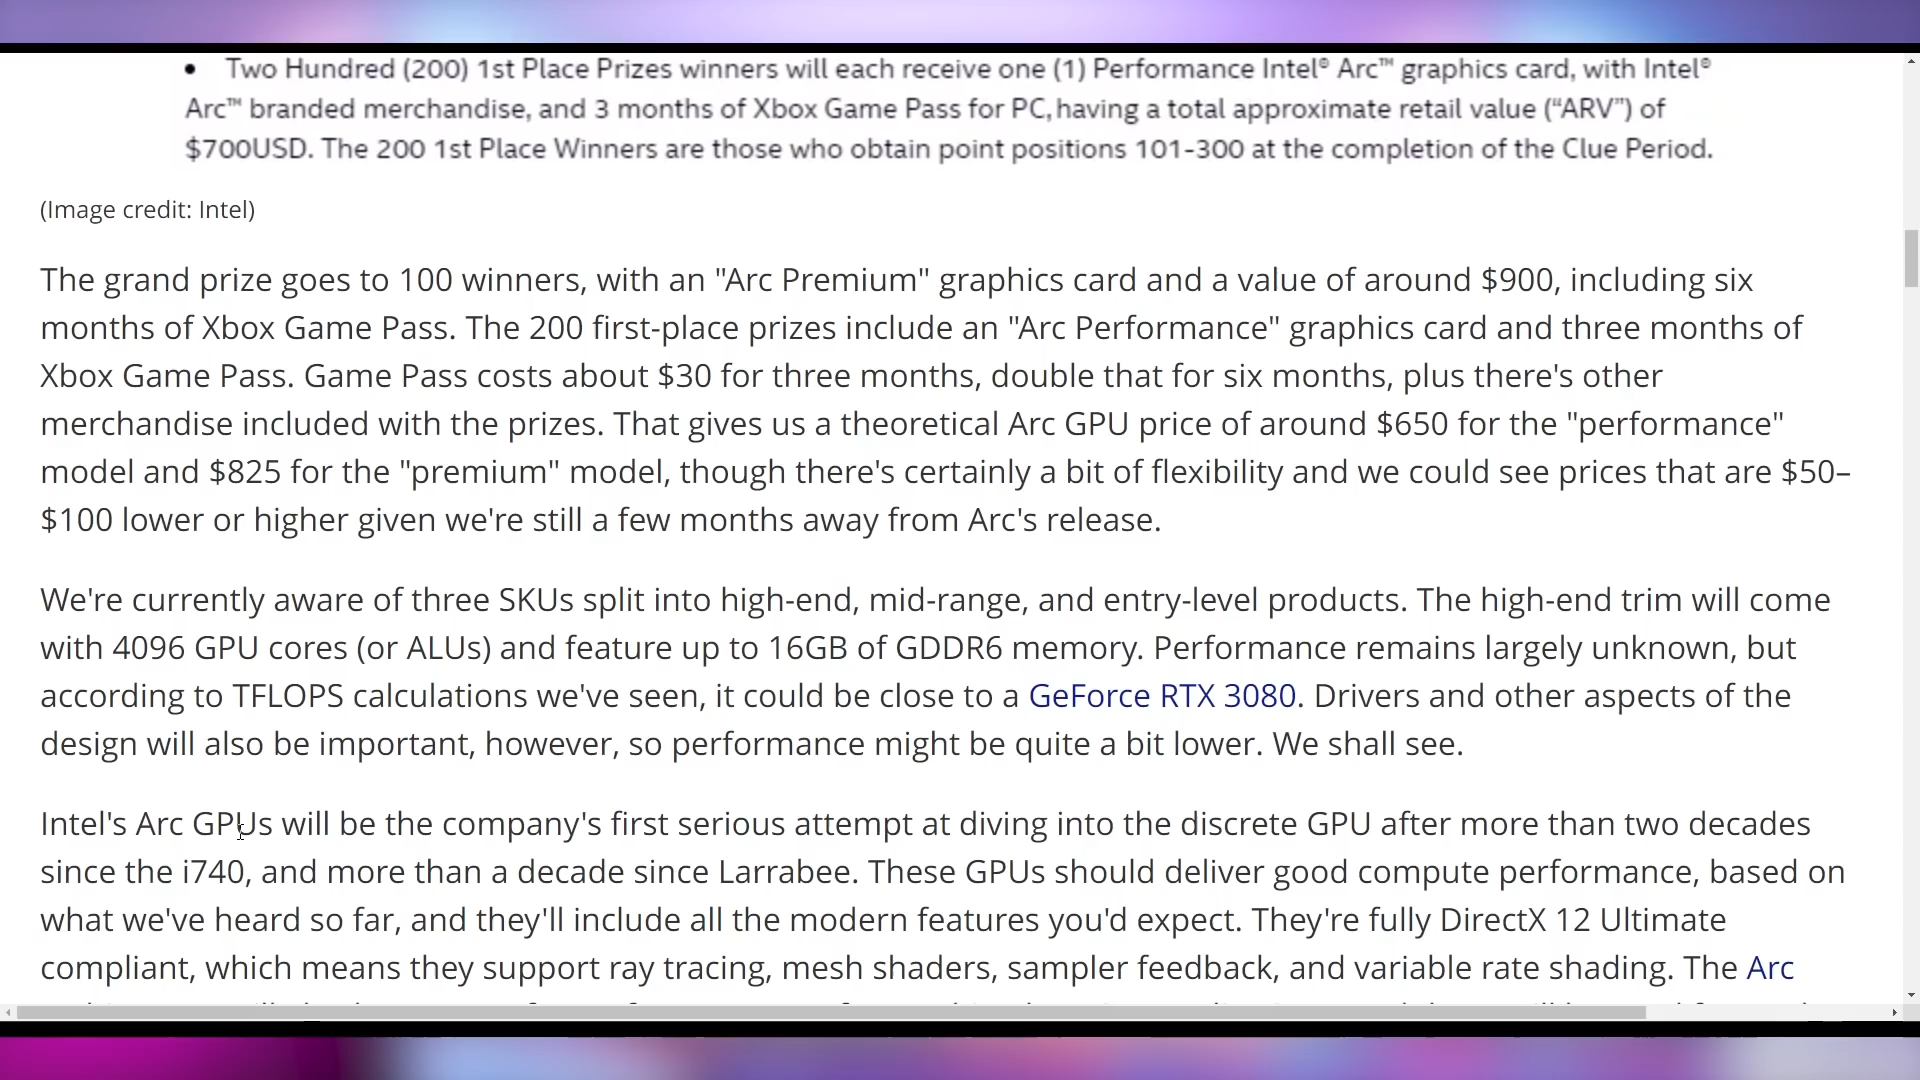 • Two Hundred (200) 1st Place Prizes winners will each receive one (1) Performance Intel® Arc™ graphics card, with Intel®
Arc™ branded merchandise, and 3 months of Xbox Game Pass for PC, having a total approximate retail value (“ARV”) of
$700USD. The 200 1st Place Winners are those who obtain point positions 101-300 at the completion of the Clue Period.
(Image credit: Intel)
The grand prize goes to 100 winners, with an "Arc Premium" graphics card and a value of around $900, including six
months of Xbox Game Pass. The 200 first-place prizes include an "Arc Performance" graphics card and three months of
Xbox Game Pass. Game Pass costs about $30 for three months, double that for six months, plus there's other
merchandise included with the prizes. That gives us a theoretical Arc GPU price of around $650 for the "performance"
model and $825 for the "premium" model, though there's certainly a bit of flexibility and we could see prices that are $50–
$100 lower or higher given we're still a few months away from Arc's release.
We're currently aware of three SKUs split into high-end, mid-range, and entry-level products. The high-end trim will come
with 4096 GPU cores (or ALUs) and feature up to 16GB of GDDR6 memory. Performance remains largely unknown, but
according to TFLOPS calculations we've seen, it could be close to a GeForce RTX 3080. Drivers and other aspects of the
design will also be important, however, so performance might be quite a bit lower. We shall see.
Intel's Arc GPUs will be the company's first serious attempt at diving into the discrete GPU after more than two decades
since the i740, and more than a decade since Larrabee. These GPUs should deliver good compute performance, based on
what we've heard so far, and they'll include all the modern features you'd expect. They're fully DirectX 12 Ultimate
compliant, which means they support ray tracing, mesh shaders, sampler feedback, and variable rate shading. The Arc